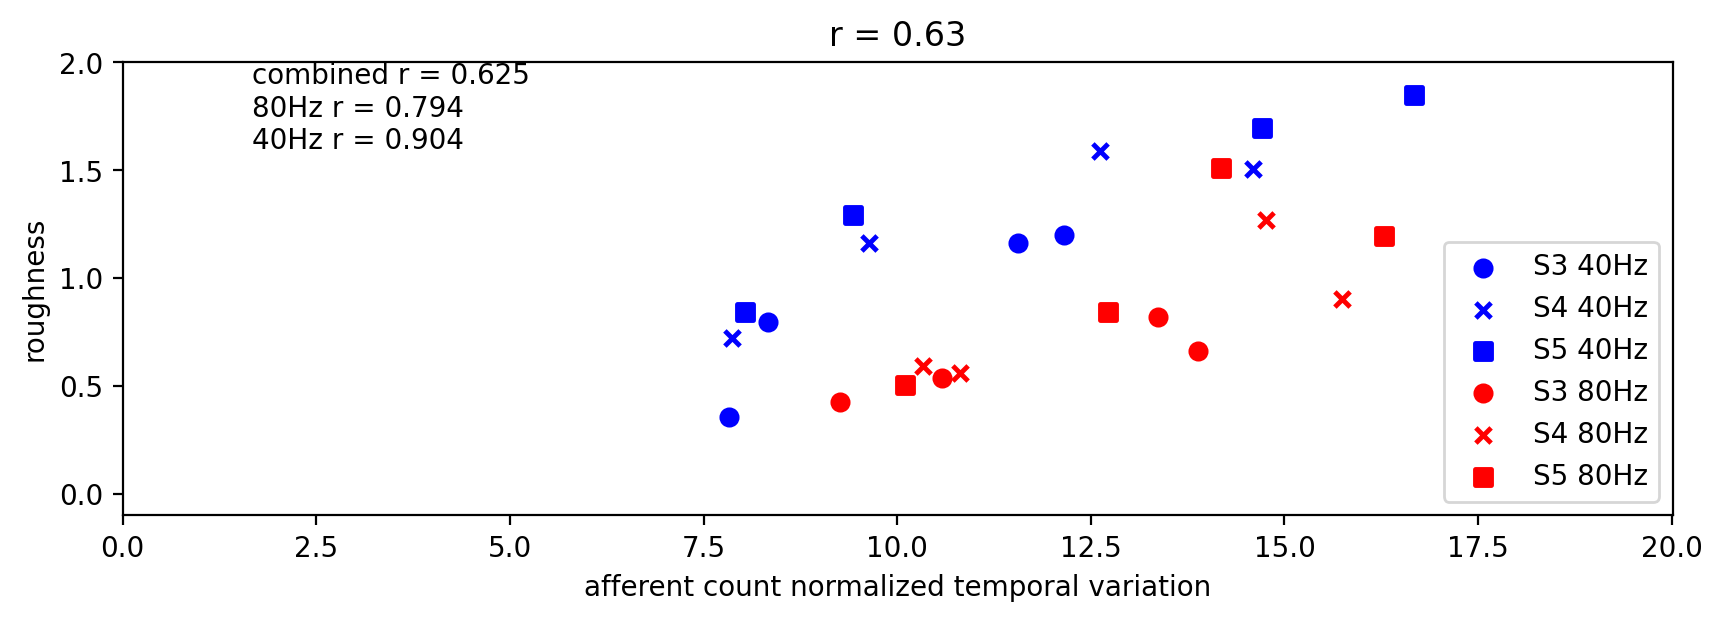 r = 0.63
combined r = 0.625
80Hz r = 0.794
40Hz r = 0.904
2.0
1.5
1.0
0.5
0.0
roughness
S3 40Hz
S4 40Hz
S5 40Hz
S3 80Hz
S4 80Hz
S5 80Hz
0.0 2.5 5.0 7.5 10.0 12.5 15.0 17.5 20.0
afferent count normalized temporal variation